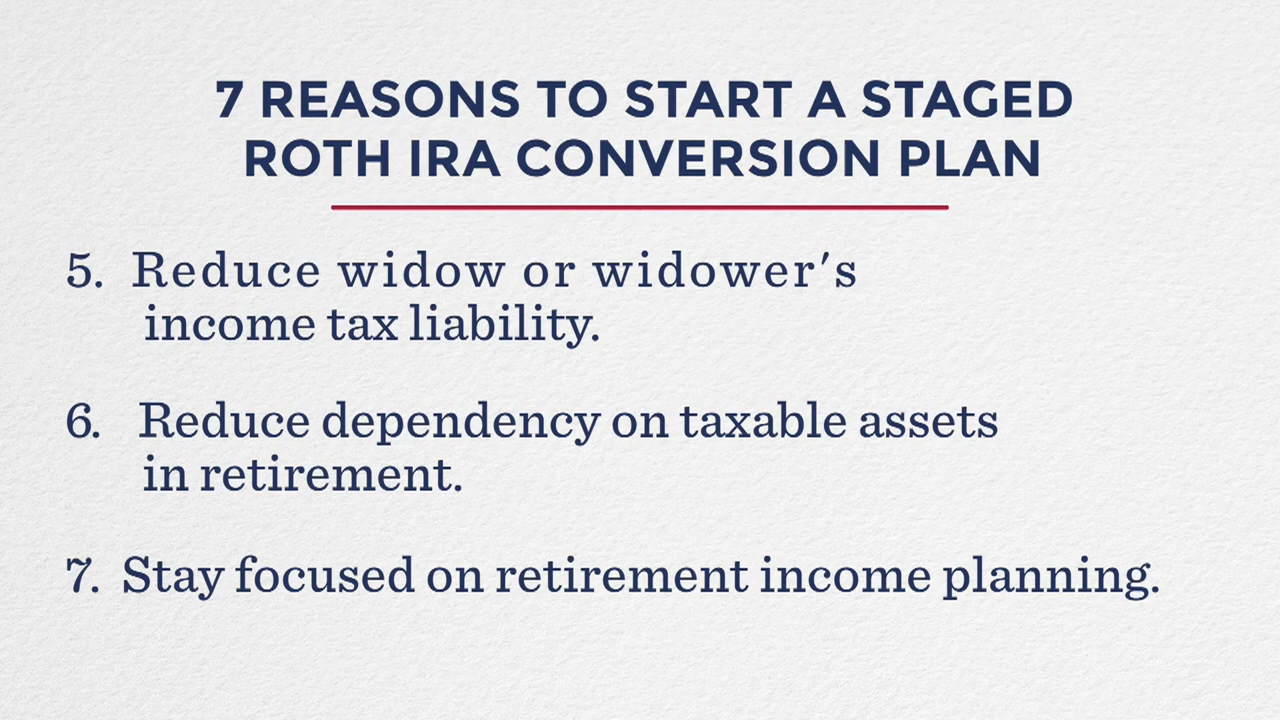 7 REASONS TO START A STAGED
ROTH IRA CONVERSION PLAN
5. Reduce widow or widower's
income tax liability.
6. Reduce dependency on taxable assets
in retirement.
7. Stay focused on retirement income planning.